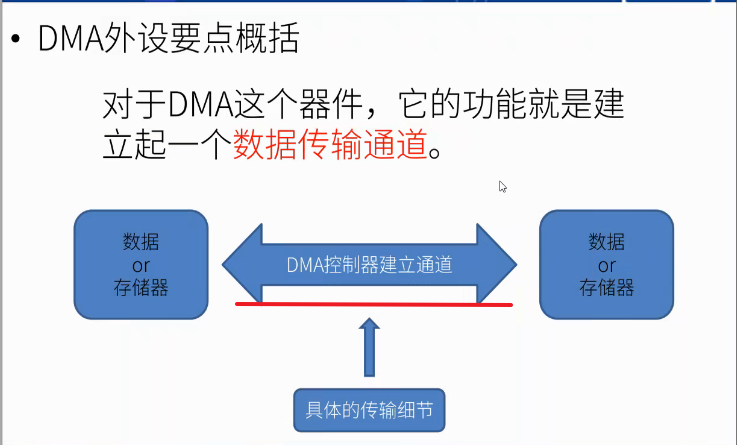 • DMA外设要点概括
对于DMA这个器件，它的功能就是建
立起一个数据传输通道。
数据
or
存储器
DMA控制器建立通道
数据
or
存储器
具体的传输细节